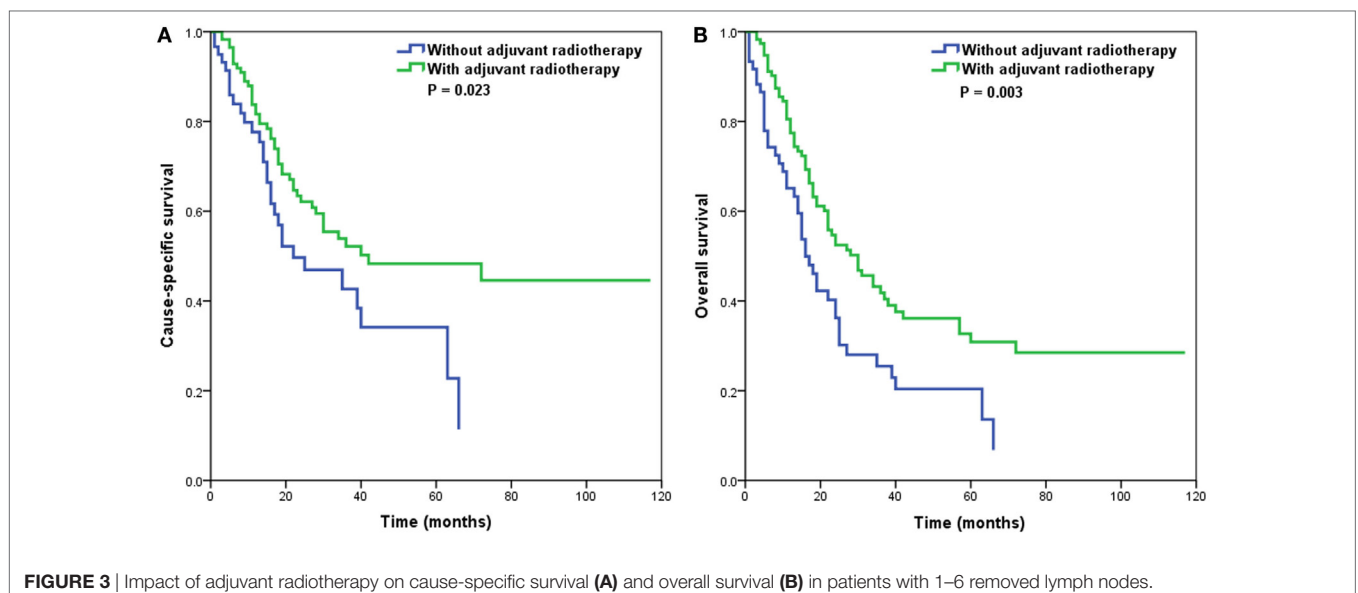 A
Without adjuvant radiotherapy
With adjuvant radiotherapy
P = 0.023
Cause-specific survival
1.0
0.8
0.6
0.4
0.2
0.0
0 20 40 60 80 100 120
Time (months)
B
Without adjuvant radiotherapy
With adjuvant radiotherapy
P = 0.003
Overall survival
1.0
0.8
0.6
0.4
0.2
0.0
0 20 40 60 80 100 120
Time (months)
FIGURE 3 | Impact of adjuvant radiotherapy on cause-specific survival (A) and overall survival (B) in patients with 1–6 removed lymph nodes.